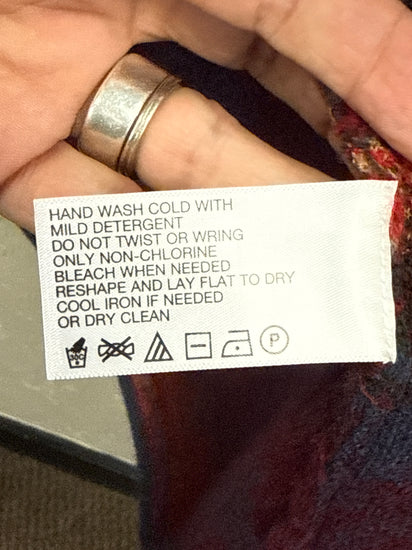 HAND WASH COLD WITH
MILD DETERGENT
DO NOT TWIST OR WRING
ONLY NON-CHLORINE
BLEACH WHEN NEEDED
RESHAPE AND LAY FLAT TO DRY
COOL IRON IF NEEDED
OR DRY CLEAN
30C P